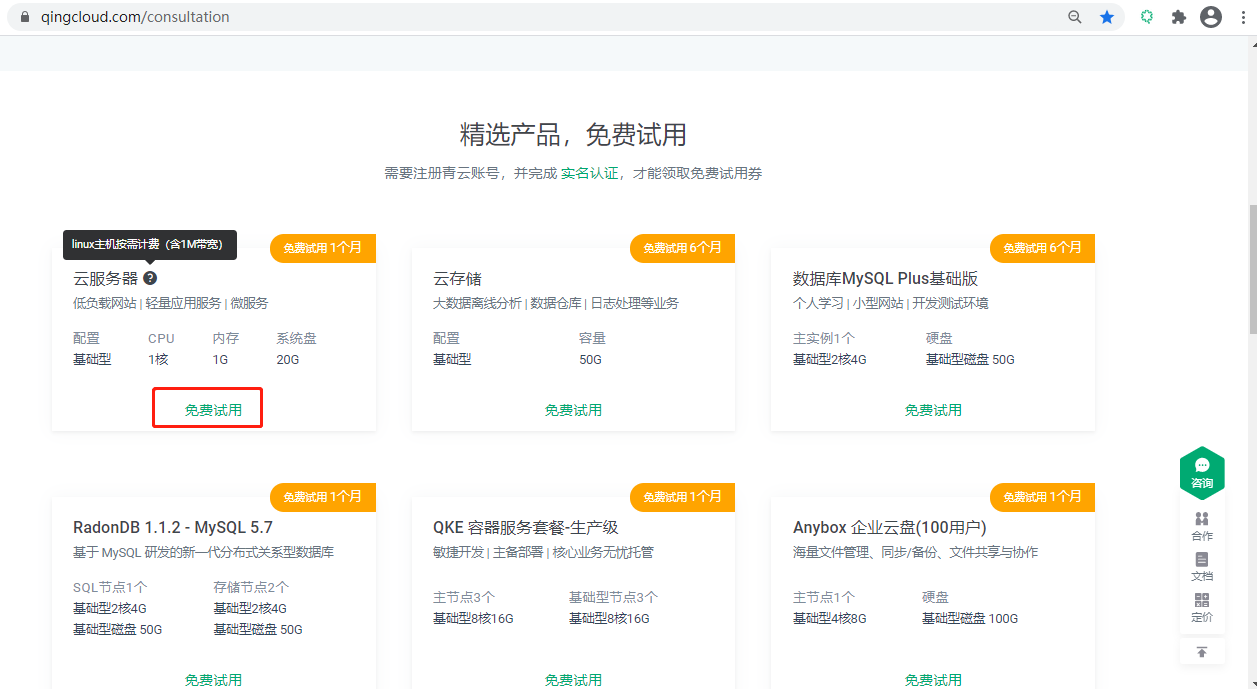 qingcloud.com/consultation
精选产品，免费试用
需要注册青云账号，并完成 实名认证，才能领取免费试用券
linux主机按需计费（含1M带宽）
免费试用 1个月
云服务器 ?
低负载网站 | 轻量应用服务 | 微服务
配置 CPU 内存 系统盘
基础型 1核 1G 20G
免费试用
免费试用 6个月
云存储
大数据离线分析 | 数据仓库 | 日志处理等业务
配置 容量
基础型 50G
免费试用
免费试用 6个月
数据库MySQL Plus基础版
个人学习 | 小型网站 | 开发测试环境
主实例1个 硬盘
基础型2核4G 基础型磁盘 50G
免费试用
免费试用 1个月
RadonDB 1.1.2 - MySQL 5.7
基于 MySQL 研发的新一代分布式关系型数据库
SQL节点1个 存储节点2个
基础型2核4G 基础型2核4G
基础型磁盘 50G 基础型磁盘 50G
免费试用
免费试用 1个月
QKE 容器服务套餐-生产级
敏捷开发 | 主备部署 | 核心业务无忧托管
主节点3个 基础型节点3个
基础型8核16G 基础型8核16G
免费试用
免费试用 1个月
Anybox 企业云盘(100用户)
海量文件管理、同步/备份、文件共享与协作
主节点1个 硬盘
基础型4核8G 基础型磁盘 100G
免费试用
咨询
合作
文档
定价